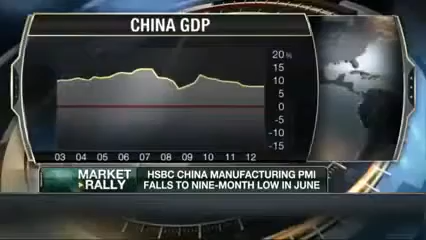 CHINA GDP
20%
15
10
5
0
-5
-10
-15
03 04 05 06 07 08 09 10 11 12
MARKET RALLY
HSBC CHINA MANUFACTURING PMI
FALLS TO NINE-MONTH LOW IN JUNE